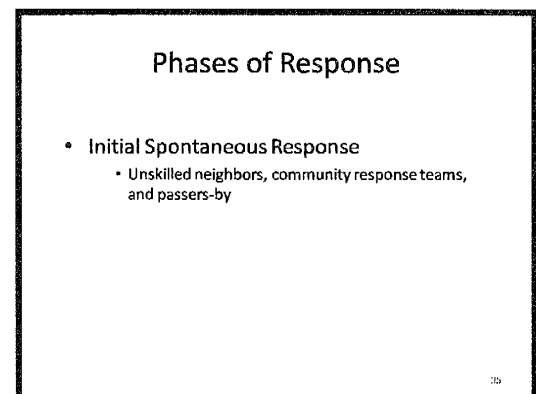 Phases of Response
• Initial Spontaneous Response
• Unskilled neighbors, community response teams,
and passers-by